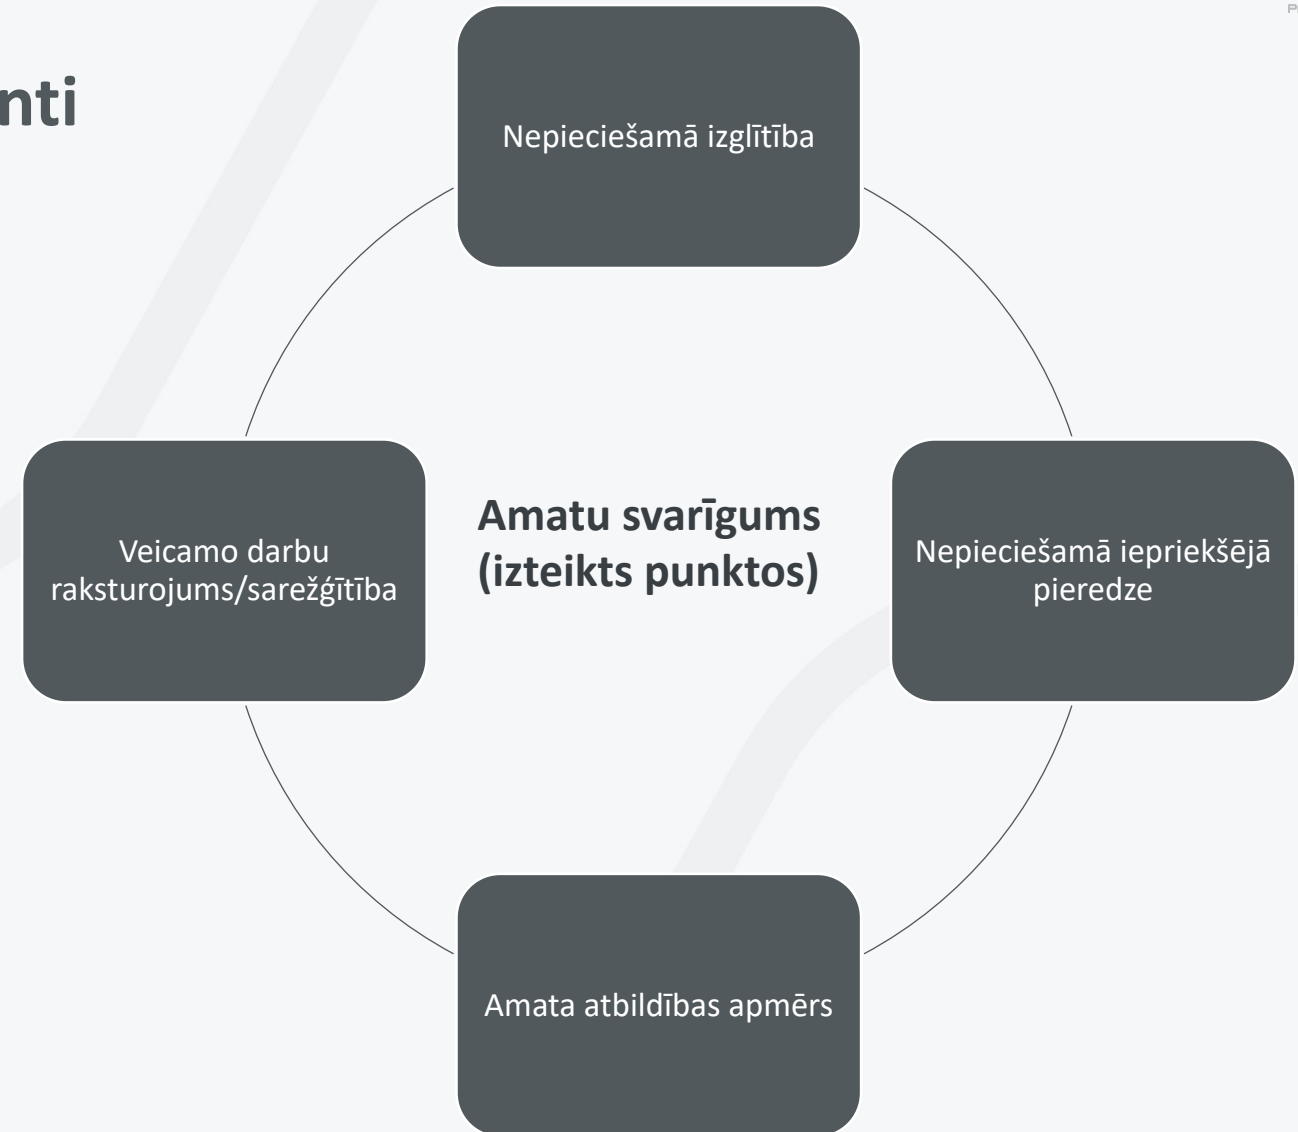 nti
Nepieciešamā izglītība
Amatu svarīgums
(izteikts punktos)
Veicamo darbu
raksturojums/sarežģītība
Nepieciešamā iepriekšējā
pieredze
Amata atbildības apmērs